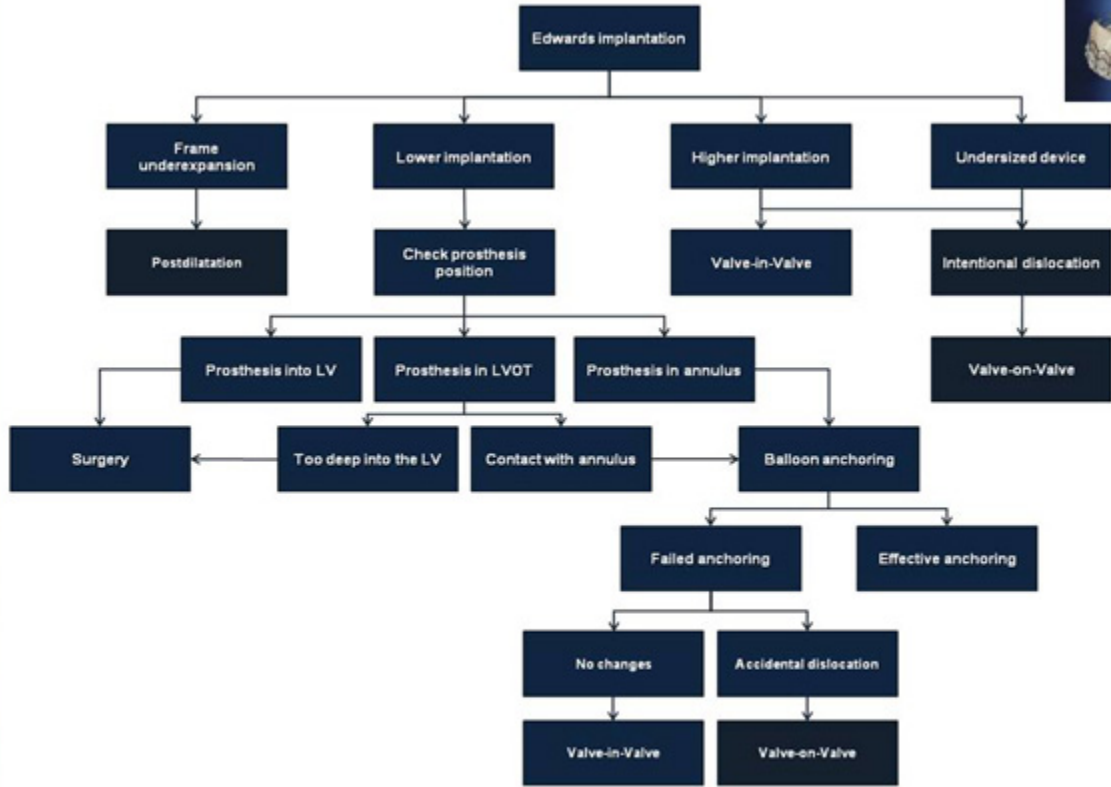 Edwards implantation
Frame
underexpansion
Lower implantation
Higher implantation
Undersized device
Postdilatation
Check prosthesis
position
Valve-in-Valve
Intentional dislocation
Prosthesis into LV
Prosthesis in LVOT
Prosthesis in annulus
Valve-on-Valve
Surgery
Too deep into the LV
Contact with annulus
Balloon anchoring
Failed anchoring
Effective anchoring
No changes
Accidental dislocation
Valve-in-Valve
Valve-on-Valve